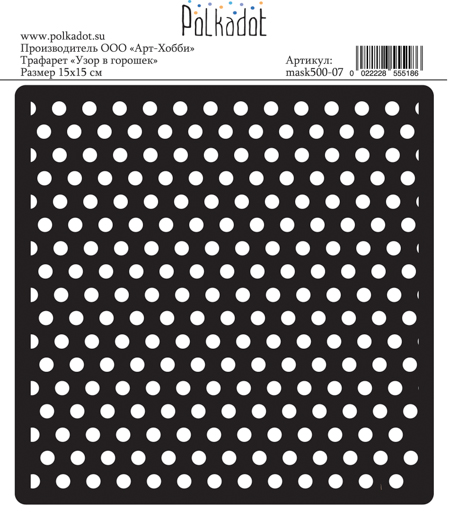 Polkadot
www.polkadot.su
Производитель ООО «Арт-Хобби»
Трафарет «Узор в горошек»
Размер 15х15 см
Артикул:
mask500-07
0 022228 555186